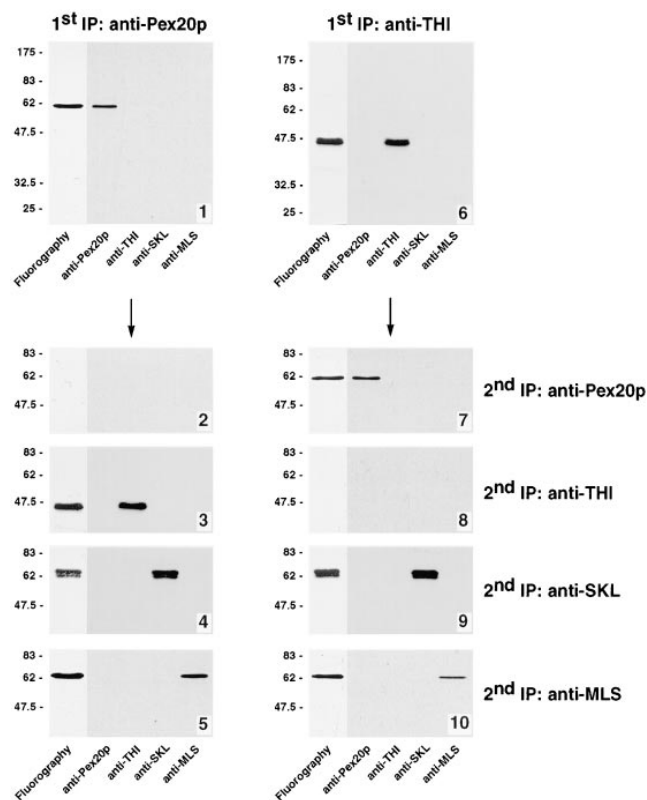 1st IP: anti-Pex20p
175 -
83 -
62 -
47.5 -
32.5 -
25 -
1
Fluorography
anti-Pex20p
anti-THI
anti-SKL
anti-MLS
1st IP: anti-THI
175 -
83 -
62 -
47.5 -
32.5 -
25 -
6
Fluorography
anti-Pex20p
anti-THI
anti-SKL
anti-MLS
83 -
62 -
47.5 -
2
83 -
62 -
47.5 -
7
2nd IP: anti-Pex20p
83 -
62 -
47.5 -
3
83 -
62 -
47.5 -
8
2nd IP: anti-THI
83 -
62 -
47.5 -
4
83 -
62 -
47.5 -
9
2nd IP: anti-SKL
83 -
62 -
47.5 -
5
83 -
62 -
47.5 -
10
2nd IP: anti-MLS
Fluorography
anti-Pex20p
anti-THI
anti-SKL
anti-MLS
Fluorography
anti-Pex20p
anti-THI
anti-SKL
anti-MLS